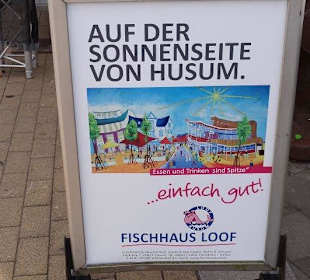 AUF DER
SONNENSEITE
VON HUSUM.
Essen und Trinken „sind Spitze“
...einfach gut!
FISCHHAUS LOOF